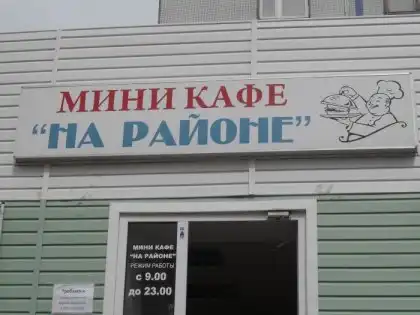 МИНИ КАФЕ
"НА РАЙОНЕ"
МИНИ КАФЕ
"НА РАЙОНЕ"
РЕЖИМ РАБОТЫ
с 9.00
до 23.00